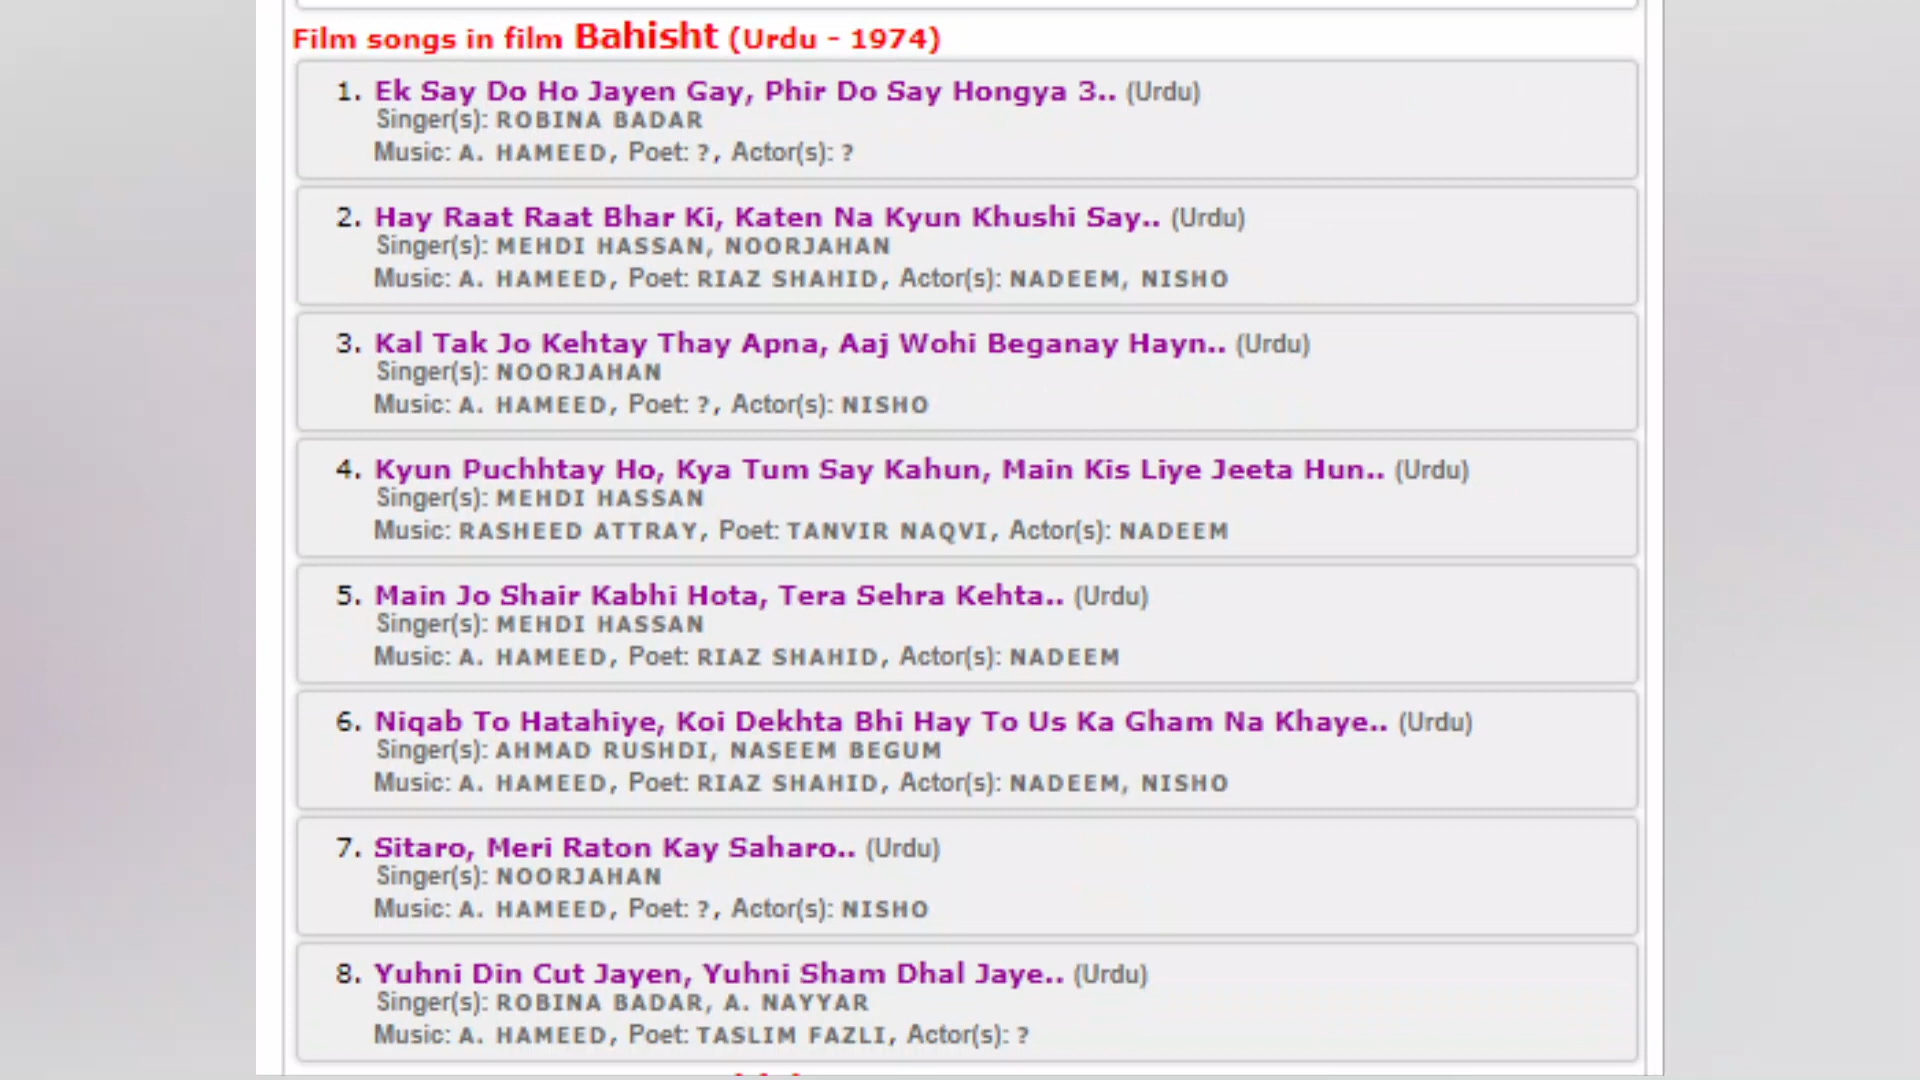 Film songs in film Bahisht (Urdu - 1974)
1. Ek Say Do Ho Jayen Gay, Phir Do Say Hongya 3.. (Urdu)
Singer(s): ROBINA BADAR
Music: A. HAMEED, Poet: ?, Actor(s): ?
2. Hay Raat Raat Bhar Ki, Katen Na Kyun Khushi Say.. (Urdu)
Singer(s): MEHDI HASSAN, NOORJAHAN
Music: A. HAMEED, Poet: RIAZ SHAHID, Actor(s): NADEEM, NISHO
3. Kal Tak Jo Kehtay Thay Apna, Aaj Wohi Beganay Hayn.. (Urdu)
Singer(s): NOORJAHAN
Music: A. HAMEED, Poet: ?, Actor(s): NISHO
4. Kyun Puchhtay Ho, Kya Tum Say Kahun, Main Kis Liye Jeeta Hun.. (Urdu)
Singer(s): MEHDI HASSAN
Music: RASHEED ATTRAY, Poet: TANVIR NAQVI, Actor(s): NADEEM
5. Main Jo Shair Kabhi Hota, Tera Sehra Kehta.. (Urdu)
Singer(s): MEHDI HASSAN
Music: A. HAMEED, Poet: RIAZ SHAHID, Actor(s): NADEEM
6. Niqab To Hatahiye, Koi Dekhta Bhi Hay To Us Ka Gham Na Khaye.. (Urdu)
Singer(s): AHMAD RUSHDI, NASEEM BEGUM
Music: A. HAMEED, Poet: RIAZ SHAHID, Actor(s): NADEEM, NISHO
7. Sitaro, Meri Raton Kay Saharo.. (Urdu)
Singer(s): NOORJAHAN
Music: A. HAMEED, Poet: ?, Actor(s): NISHO
8. Yuhni Din Cut Jayen, Yuhni Sham Dhal Jaye.. (Urdu)
Singer(s): ROBINA BADAR, A. NAYYAR
Music: A. HAMEED, Poet: TASLIM FAZLI, Actor(s): ?